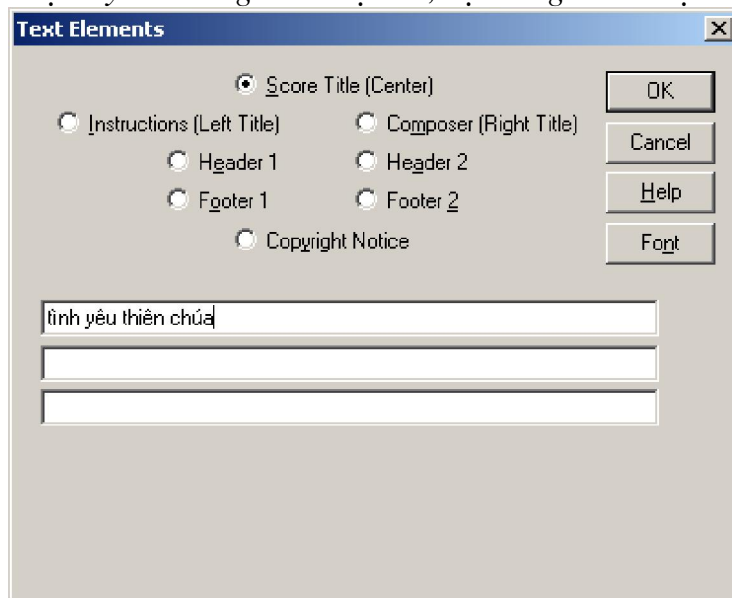 Text Elements
Score Title (Center)
OK
Instructions (Left Title) Composer (Right Title)
Cancel
Header 1 Header 2
Help
Footer 1 Footer 2
Copyright Notice
Font
tình yêu thiên chúa